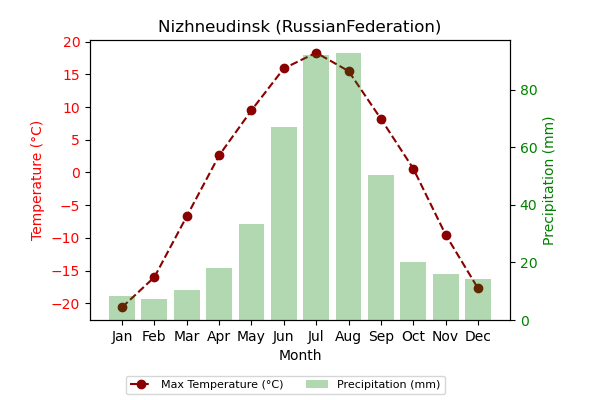 Nizhneudinsk (RussianFederation)
20
15
10
5
0
−5
−10
−15
−20
Temperature (°C)
80
60
40
20
0
Precipitation (mm)
Jan Feb Mar Apr May Jun Jul Aug Sep Oct Nov Dec
Month
Max Temperature (°C) Precipitation (mm)